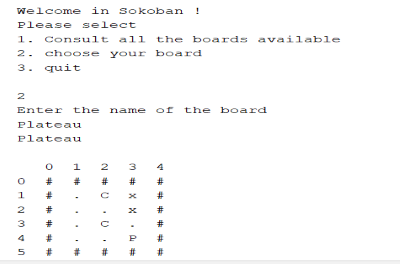 Welcome in Sokoban !
Please select
1. Consult all the boards available
2. choose your board
3. quit
2
Enter the name of the board
Plateau
Plateau
0 1 2 3 4
0 # # # # #
1 # . C x #
2 # . . x #
3 # . C . #
4 # . . P #
5 # # # # #